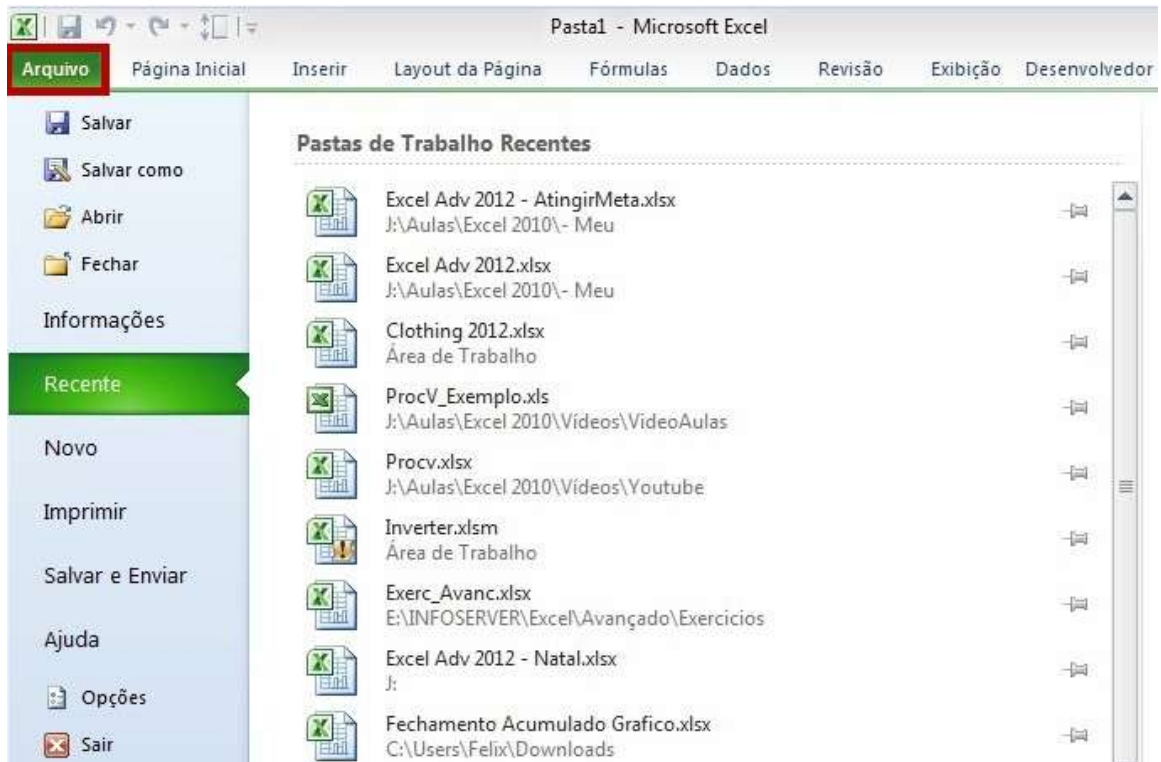 Pasta1 - Microsoft Excel
Arquivo Página Inicial Inserir Layout da Página Fórmulas Dados Revisão Exibição Desenvolvedor
Salvar
Salvar como
Abrir
Fechar
Informações
Recente
Novo
Imprimir
Salvar e Enviar
Ajuda
Opções
Sair
Pastas de Trabalho Recentes
Excel Adv 2012 - AtingirMeta.xlsx
J:\Aulas\Excel 2010\- Meu
Excel Adv 2012.xlsx
J:\Aulas\Excel 2010\- Meu
Clothing 2012.xlsx
Área de Trabalho
ProcV_Exemplo.xls
J:\Aulas\Excel 2010\Vídeos\VideoAulas
Procv.xlsx
J:\Aulas\Excel 2010\Vídeos\Youtube
Inverter.xlsm
Área de Trabalho
Exerc_Avanc.xlsx
E:\INFOSERVER\Excel\Avançado\Exercicios
Excel Adv 2012 - Natal.xlsx
J:
Fechamento Acumulado Grafico.xlsx
C:\Users\Felix\Downloads